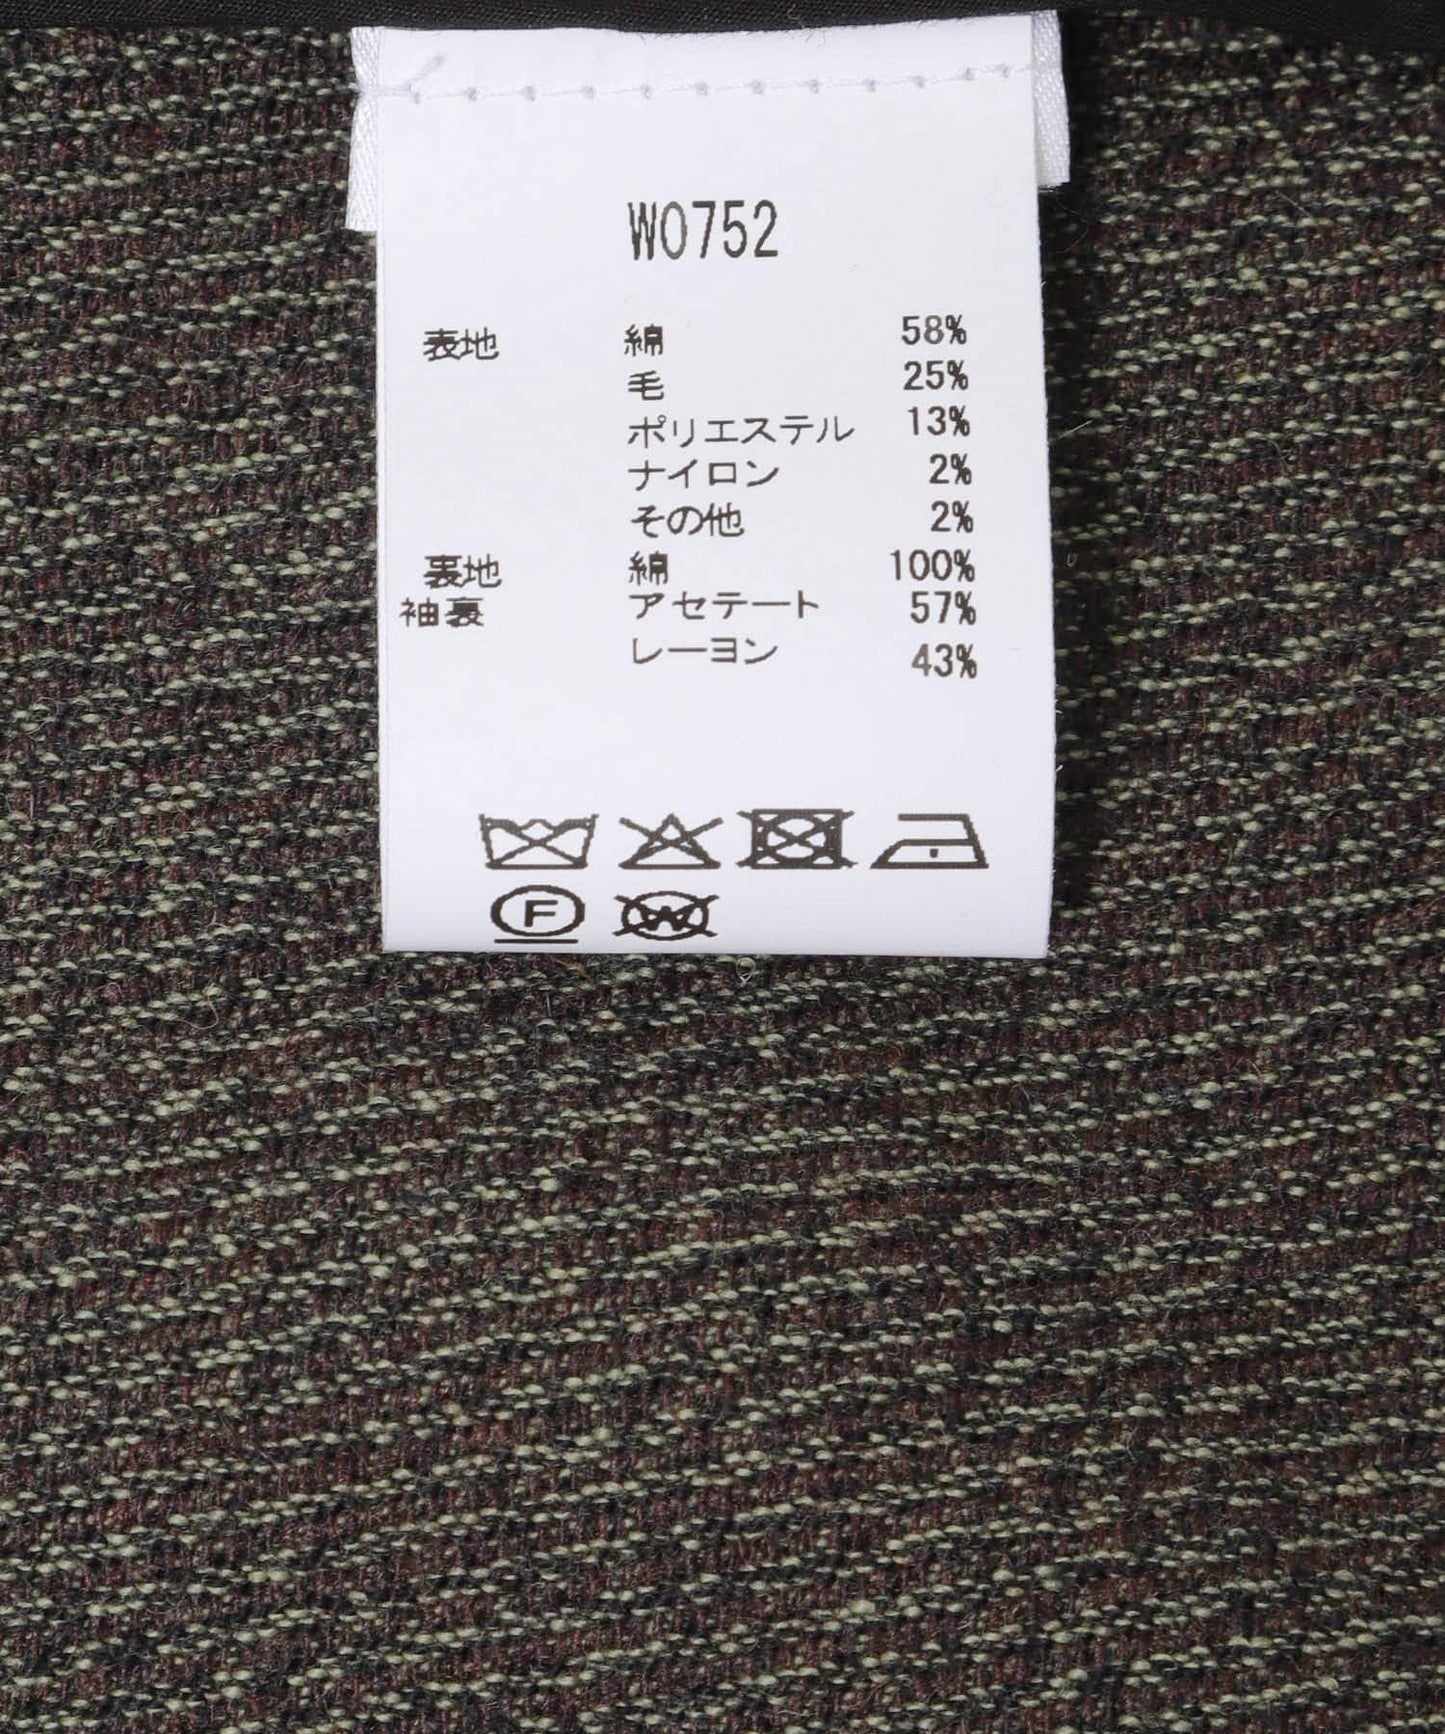 W0752
表地 綿 58%
毛 25%
ポリエステル 13%
ナイロン 2%
その他 2%
裏地 綿 100%
袖裏 アセテート 57%
レーヨン 43%
F W